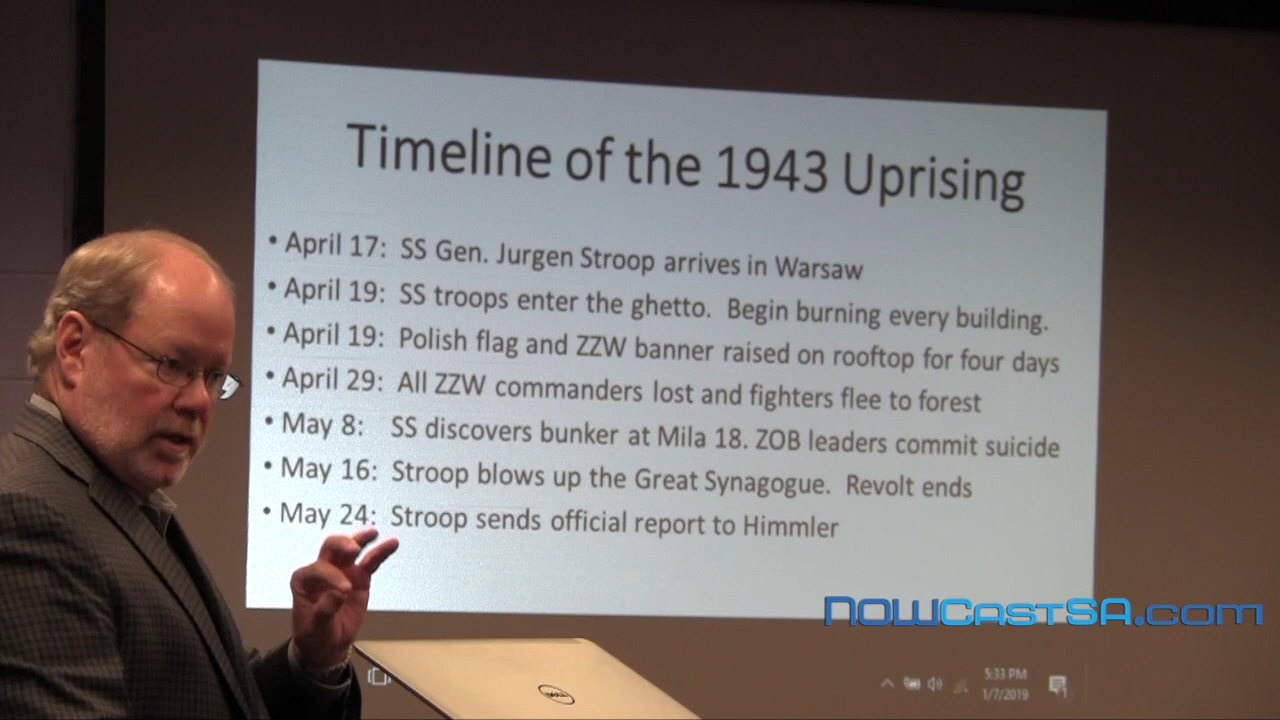 Timeline of the 1943 Uprising
• April 17: SS Gen. Jurgen Stroop arrives in Warsaw
• April 19: SS troops enter the ghetto. Begin burning every building.
• April 19: Polish flag and ZZW banner raised on rooftop for four days
• April 29: All ZZW commanders lost and fighters flee to forest
• May 8: SS discovers bunker at Mila 18. ZOB leaders commit suicide
• May 16: Stroop blows up the Great Synagogue. Revolt ends
• May 24: Stroop sends official report to Himmler
NOWCastSA.com
5:33 PM
1/7/2019
1
DELL